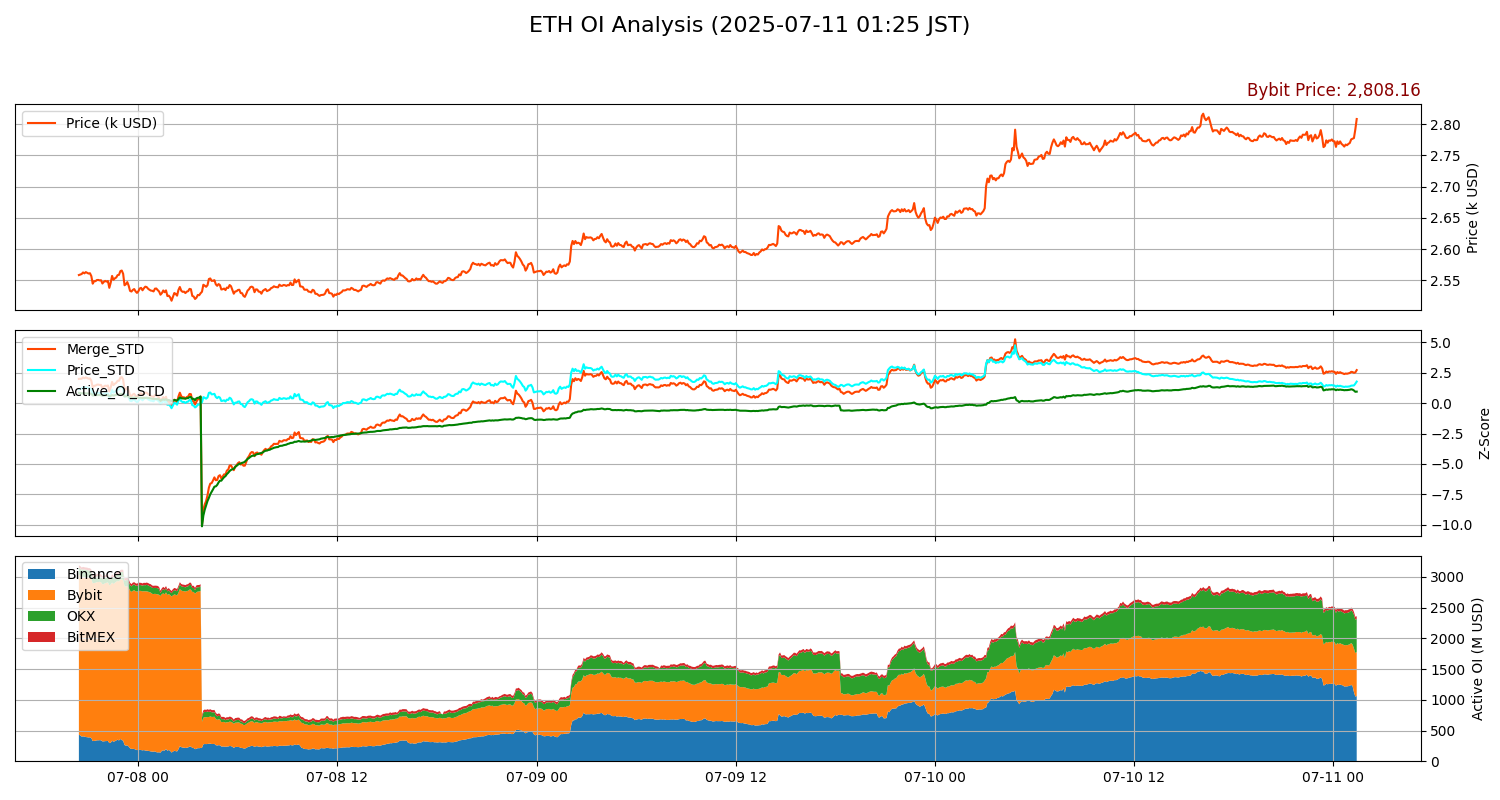 ETH OI Analysis (2025-07-11 01:25 JST)
Bybit Price: 2,808.16
Price (k USD)
2.80
2.75
2.70
2.65
2.60
2.55
Price (k USD)
Merge_STD
Price_STD
Active_OI_STD
5.0
2.5
0.0
−2.5
−5.0
−7.5
−10.0
Z-Score
Binance
Bybit
OKX
BitMEX
3000
2500
2000
1500
1000
500
0
Active OI (M USD)
07-08 00
07-08 12
07-09 00
07-09 12
07-10 00
07-10 12
07-11 00